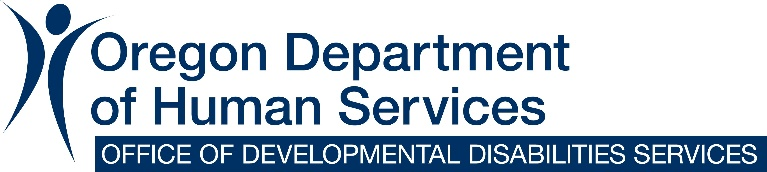 Oregon Department
of Human Services
OFFICE OF DEVELOPMENTAL DISABILITIES SERVICES